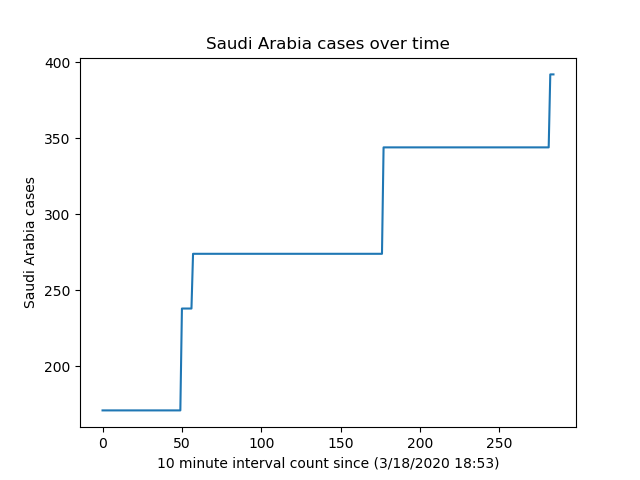 Saudi Arabia cases over time
400
350
300
250
200
Saudi Arabia cases
0 50 100 150 200 250
10 minute interval count since (3/18/2020 18:53)